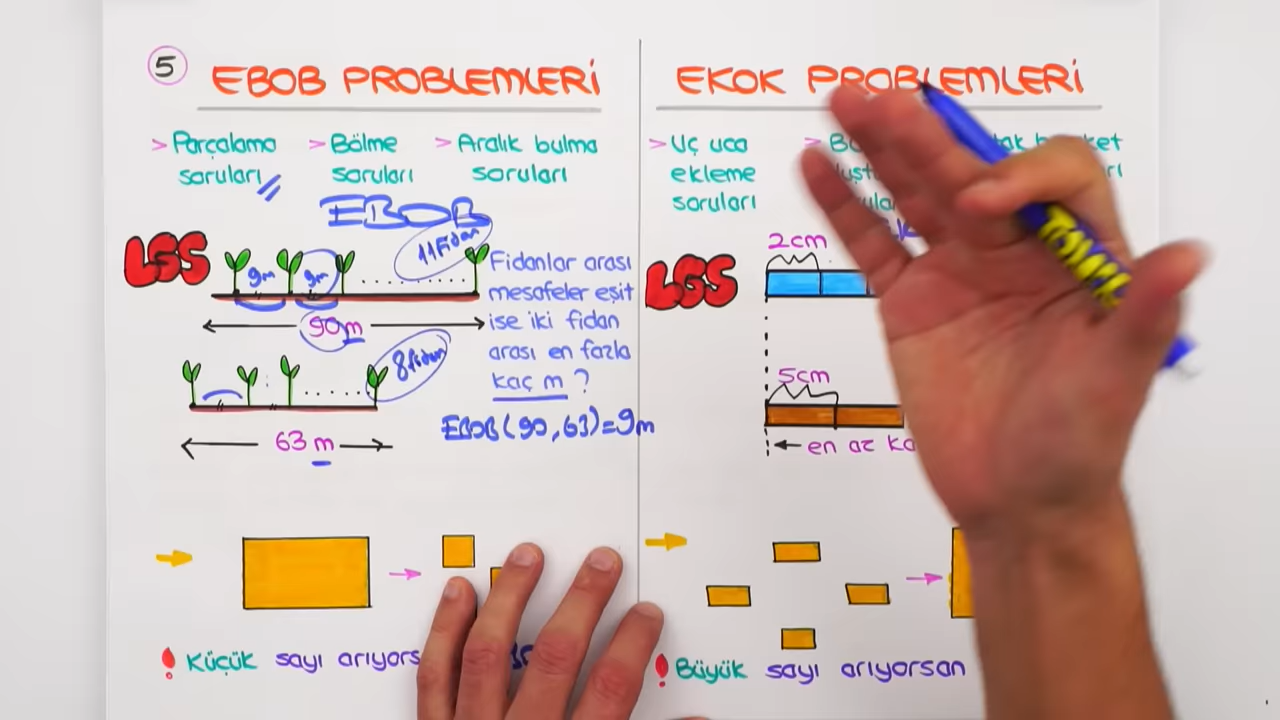 5
EBOB PROBLEMLERİ
> Parçalama soruları
> Bölme soruları
> Aralık bulma soruları
EBOB
LGS
9m 9m
11 Fidan
90m
8 fidan
63 m
Fidanlar arası
mesafeler eşit
ise iki fidan
arası en fazla
kaç m ?
EBOB(90,63)=9m
! Küçük sayı arıyors
EKOK PROBLEMLERİ
> Uç uca
ekleme
soruları
LGS
2cm
5cm
en az
! Büyük sayı arıyorsan